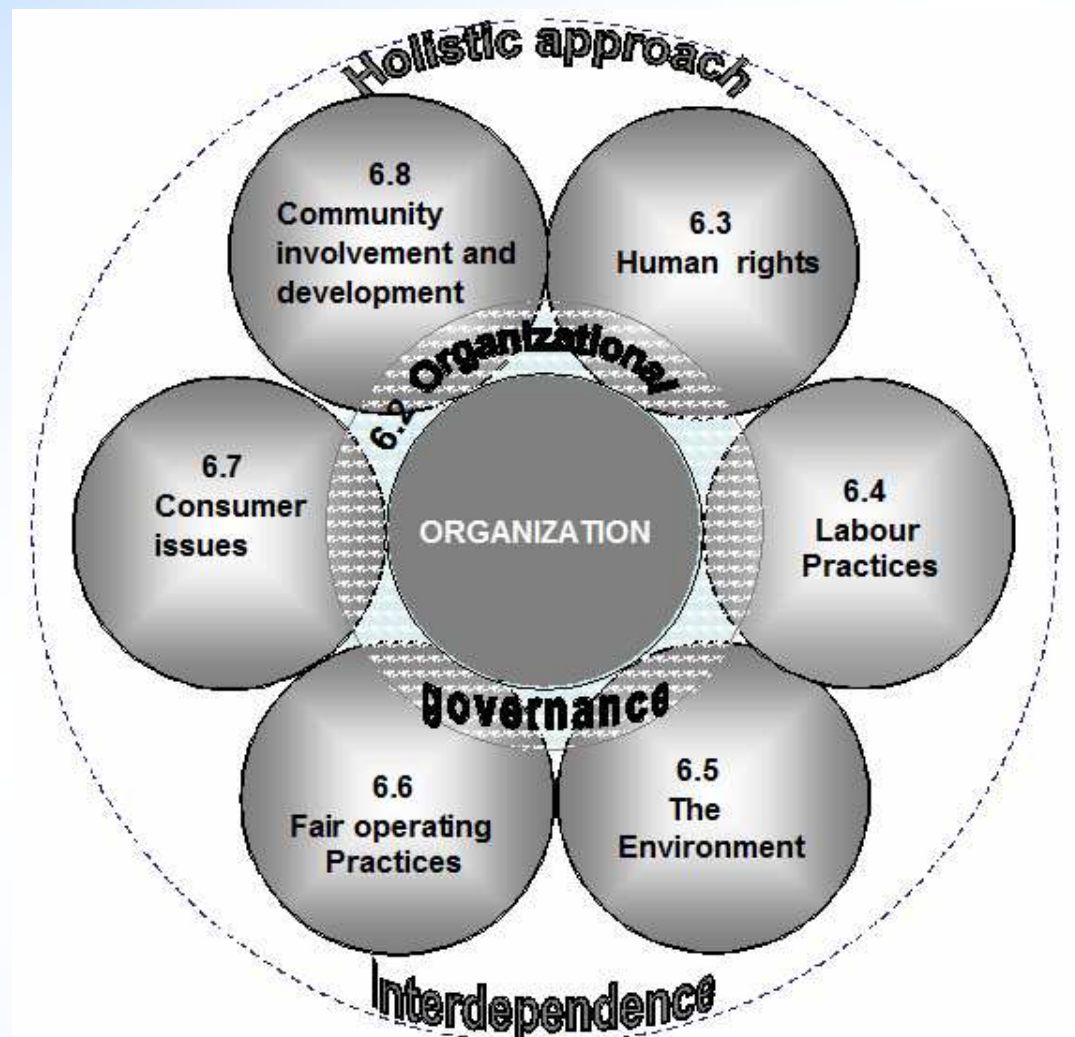 Holistic approach
6.8
Community
involvement and
development
6.3
Human rights
6.2 Organizational
governance
6.7
Consumer
issues
ORGANIZATION
6.4
Labour
Practices
6.6
Fair operating
Practices
6.5
The
Environment
Interdependence